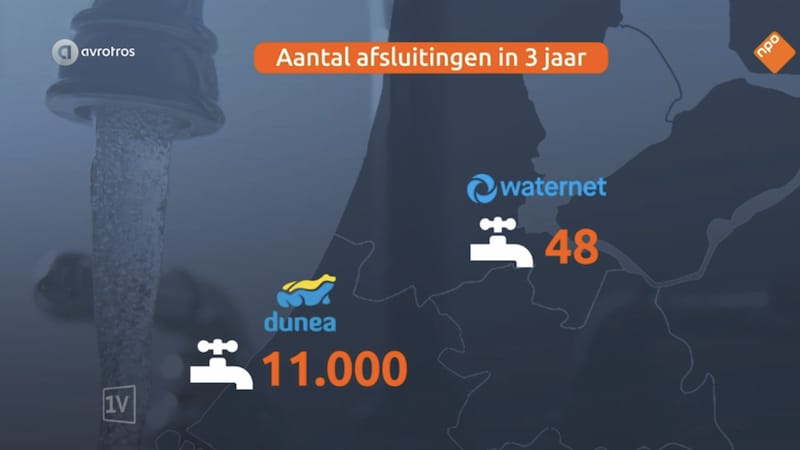 avrotros
Aantal afsluitingen in 3 jaar
npo
waternet
48
dunea
11.000
1V